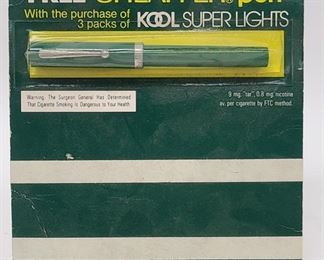 FREE SHEAFFER® pen
With the purchase of
3 packs of KOOL SUPER LIGHTS
Warning: The Surgeon General Has Determined
That Cigarette Smoking Is Dangerous to Your Health
9 mg. "tar", 0.8 mg. nicotine
av. per cigarette by FTC method.